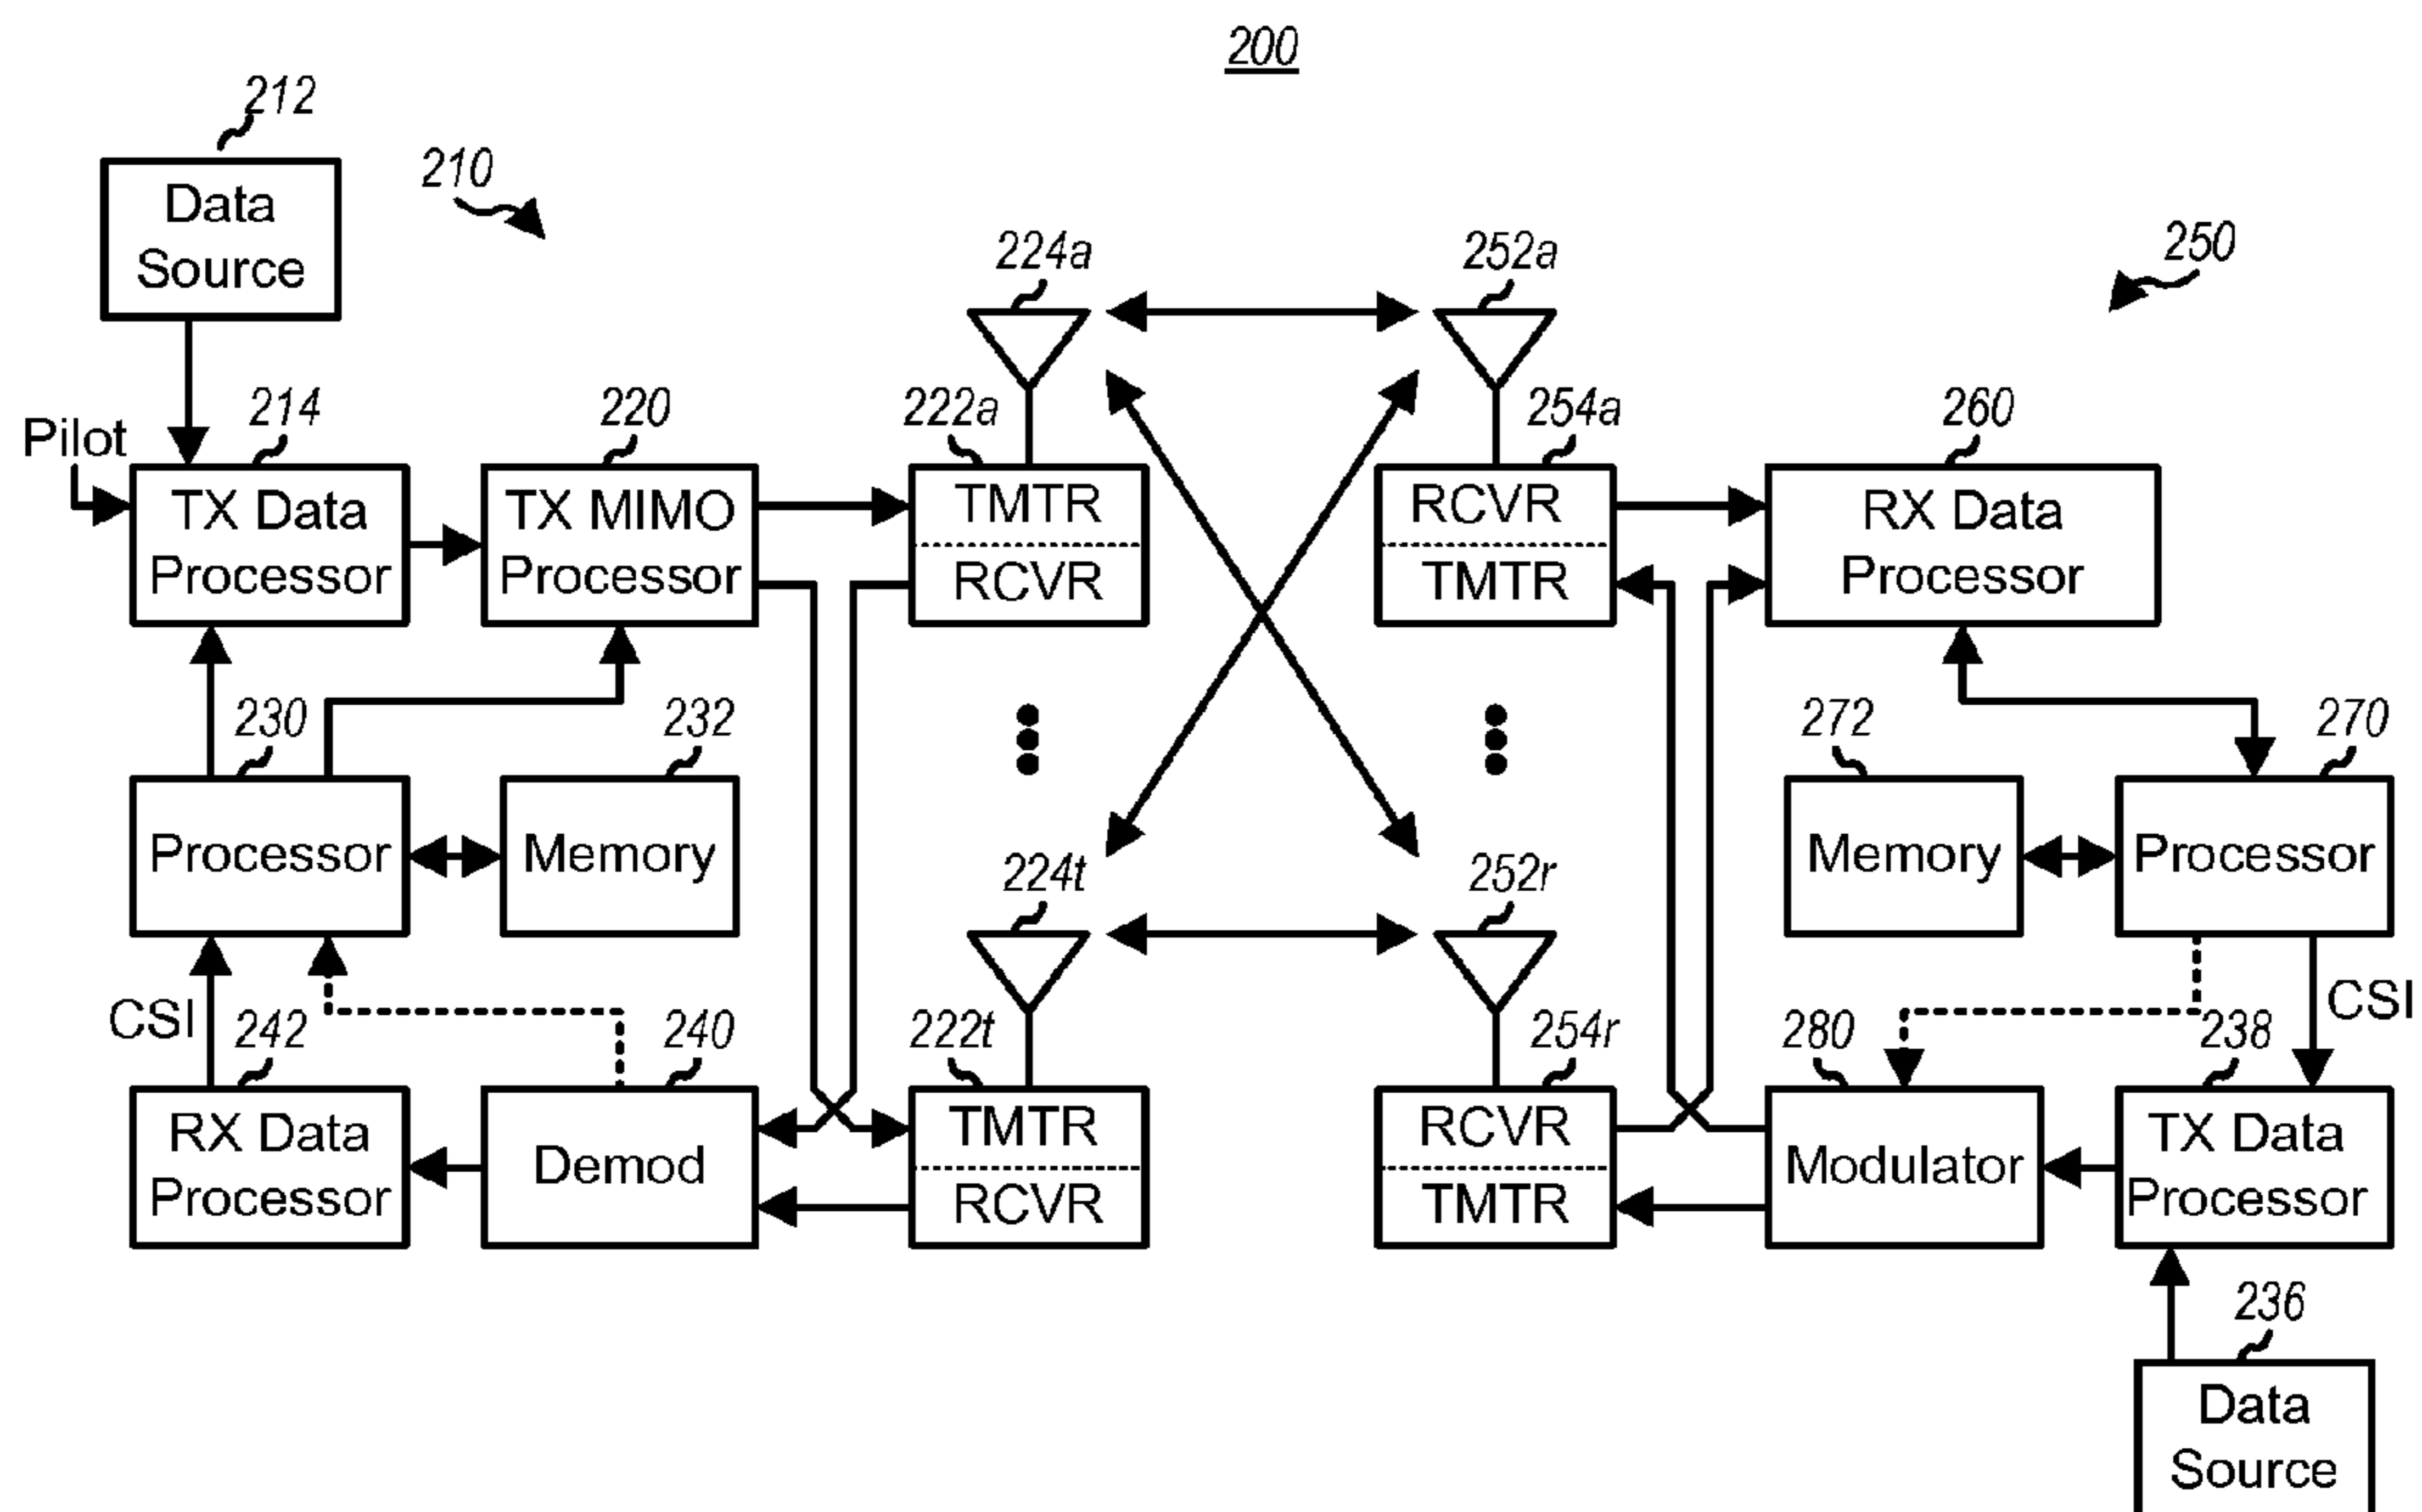 200
212
210
Data
Source
224a
252a
250
Pilot
214
220
222a
254a
260
TX Data
Processor
TX MIMO
Processor
TMTR
RCVR
RCVR
TMTR
RX Data
Processor
230
232
272
270
Processor
Memory
Memory
Processor
224t
252r
CSI
242
240
222t
254r
280
238
CSI
RX Data
Processor
Demod
TMTR
RCVR
RCVR
TMTR
Modulator
TX Data
Processor
236
Data
Source